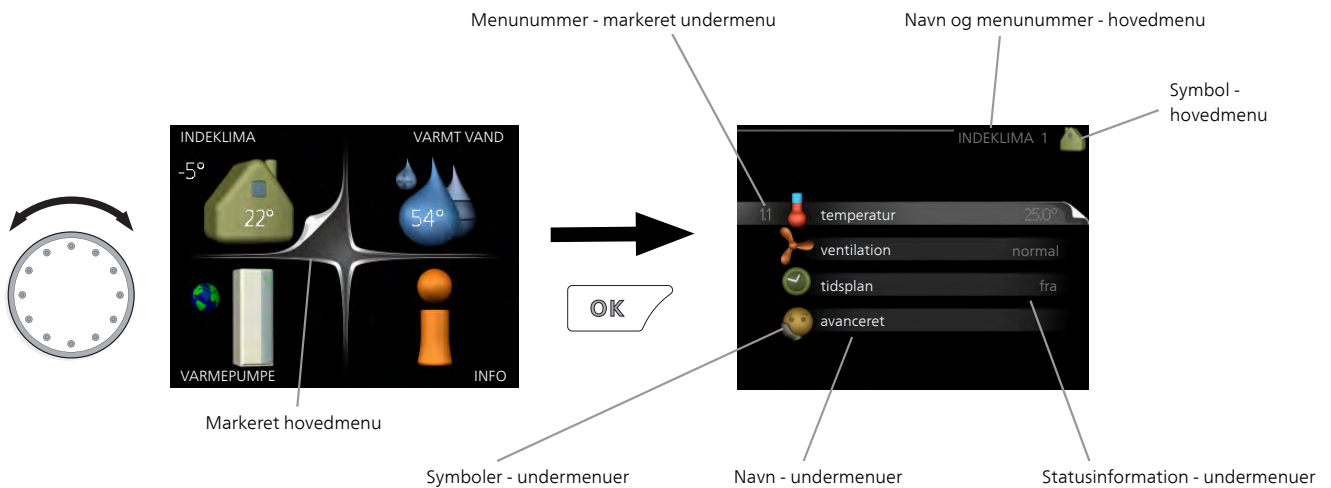 Menunummer - markeret undermenu
Navn og menunummer - hovedmenu
Symbol -
hovedmenu
INDEKLIMA
VARMT VAND
-5°
22°
54°
VARMEPUMPE
INFO
Markeret hovedmenu
OK
INDEKLIMA 1
1.1
temperatur
25.0°
ventilation
normal
tidsplan
fra
avanceret
Symboler - undermenuer
Navn - undermenuer
Statusinformation - undermenuer